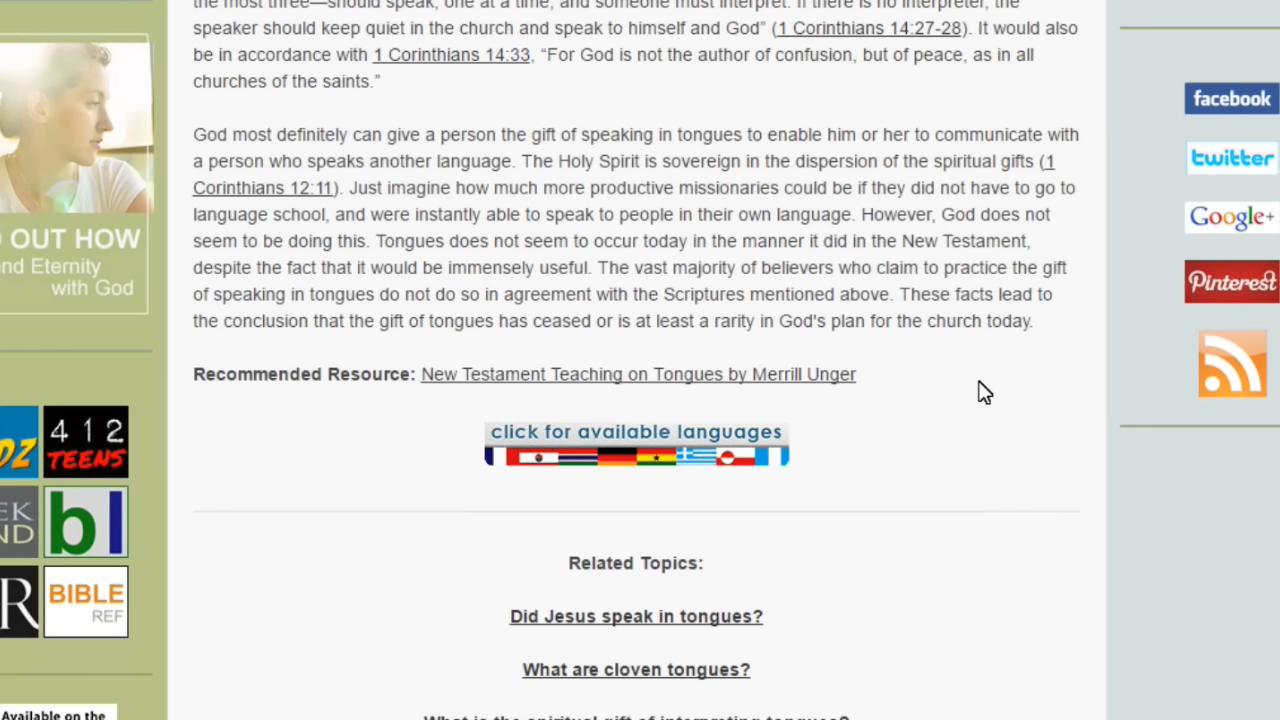 the most three—should speak, one at a time, and someone must interpret. If there is no interpreter, the
speaker should keep quiet in the church and speak to himself and God” (1 Corinthians 14:27-28). It would also
be in accordance with 1 Corinthians 14:33, “For God is not the author of confusion, but of peace, as in all
churches of the saints.”
God most definitely can give a person the gift of speaking in tongues to enable him or her to communicate with
a person who speaks another language. The Holy Spirit is sovereign in the dispersion of the spiritual gifts (1
Corinthians 12:11). Just imagine how much more productive missionaries could be if they did not have to go to
language school, and were instantly able to speak to people in their own language. However, God does not
seem to be doing this. Tongues does not seem to occur today in the manner it did in the New Testament,
despite the fact that it would be immensely useful. The vast majority of believers who claim to practice the gift
of speaking in tongues do not do so in agreement with the Scriptures mentioned above. These facts lead to
the conclusion that the gift of tongues has ceased or is at least a rarity in God's plan for the church today.
Recommended Resource: New Testament Teaching on Tongues by Merrill Unger
click for available languages
Related Topics:
Did Jesus speak in tongues?
What are cloven tongues?
What is the spiritual gift of interpreting tongues?
OUT HOW
Eternity
with God
412
TEENS
bl
R
BIBLE
REF
Available on the
facebook
twitter
Google+
Pinterest